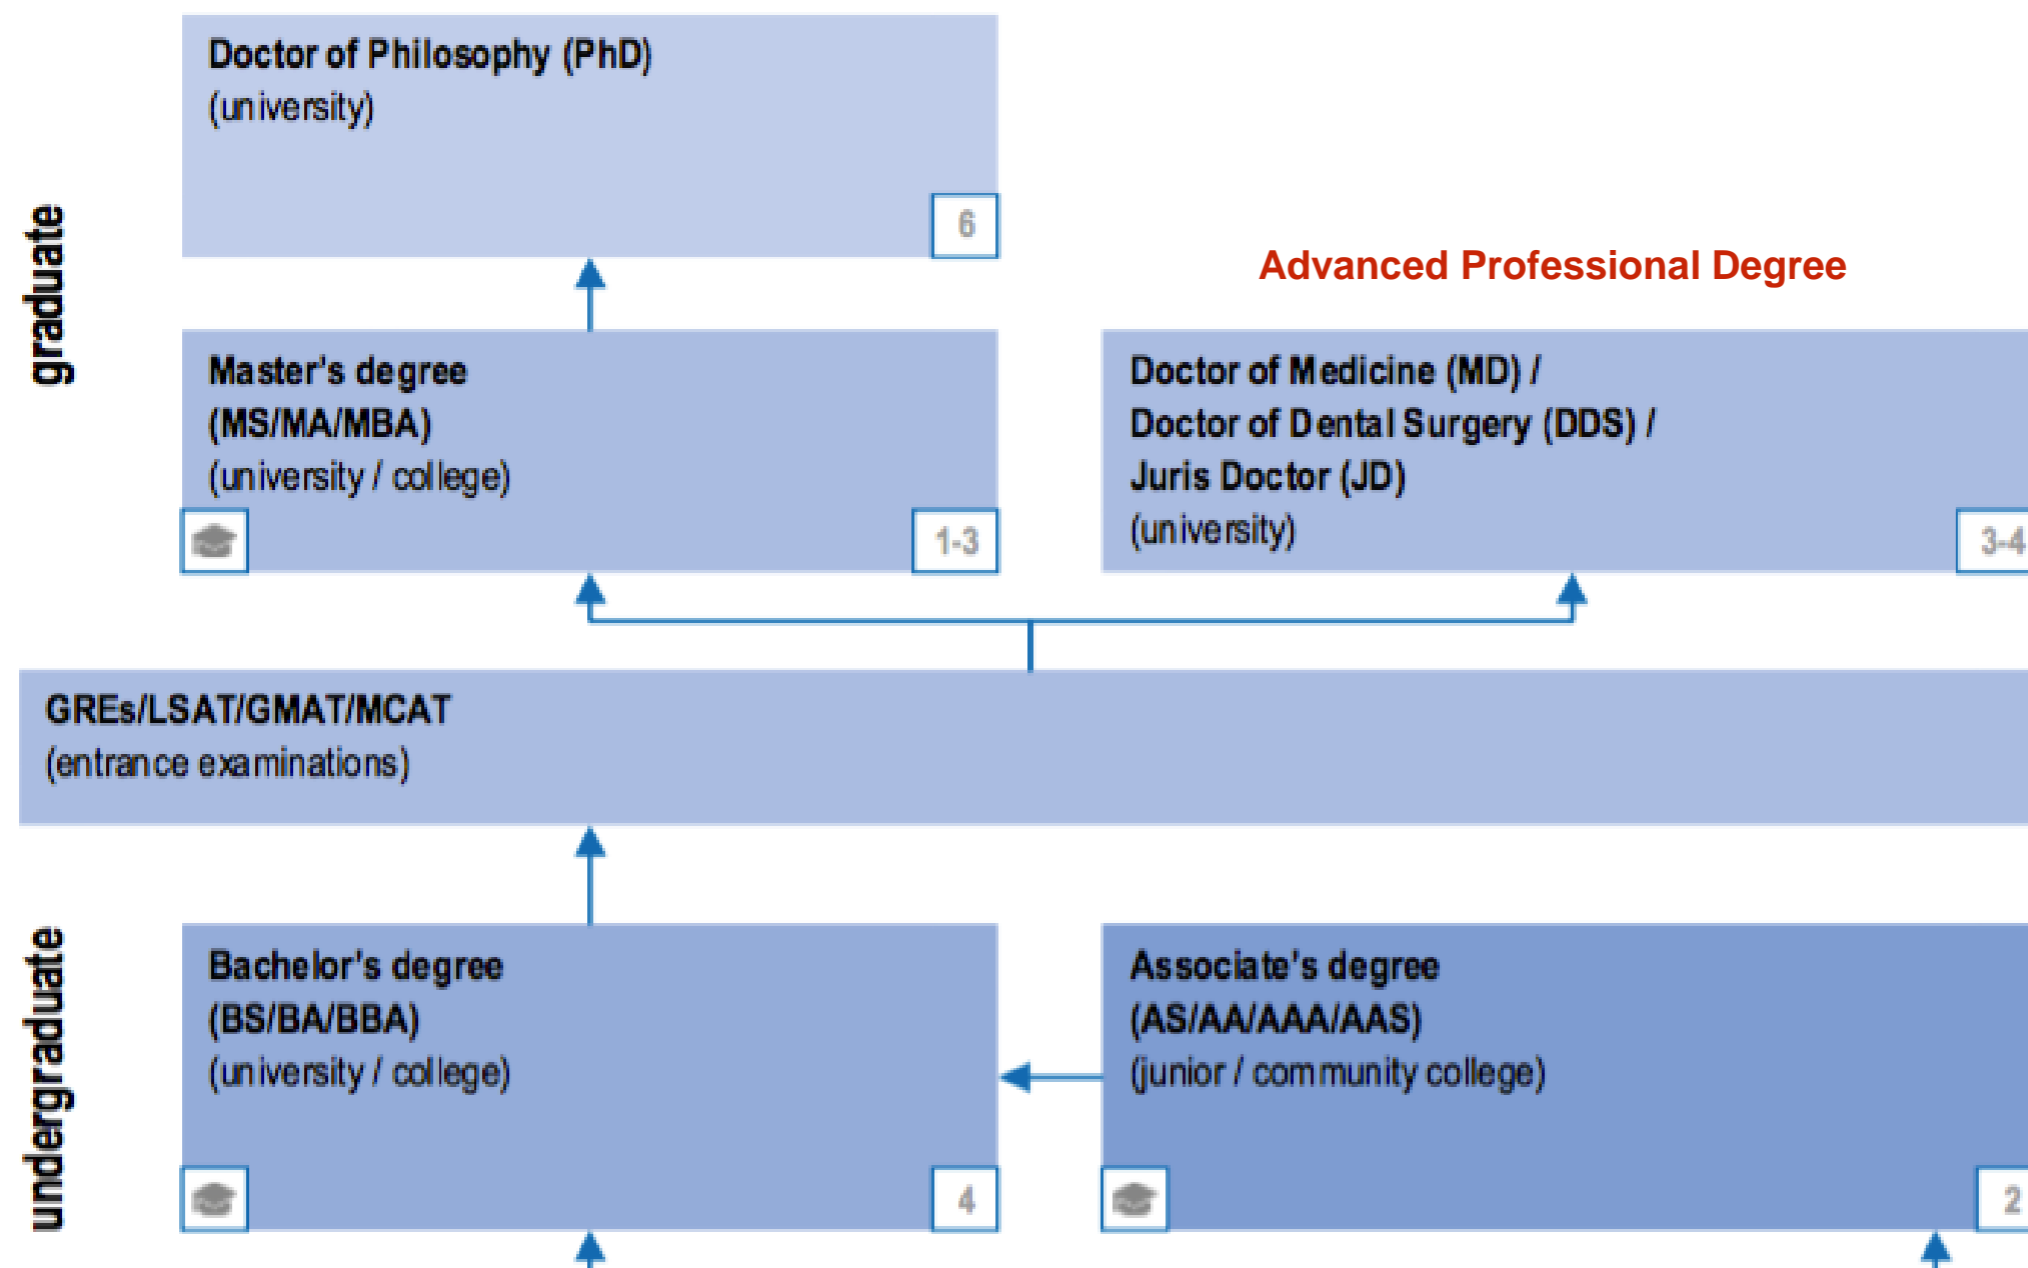 graduate
Doctor of Philosophy (PhD)
(university)
6
Advanced Professional Degree
Master's degree
(MS/MA/MBA)
(university / college)
1-3
Doctor of Medicine (MD) /
Doctor of Dental Surgery (DDS) /
Juris Doctor (JD)
(university)
3-4
GREs/LSAT/GMAT/MCAT
(entrance examinations)
undergraduate
Bachelor's degree
(BS/BA/BBA)
(university / college)
4
Associate's degree
(AS/AA/AAA/AAS)
(junior / community college)
2